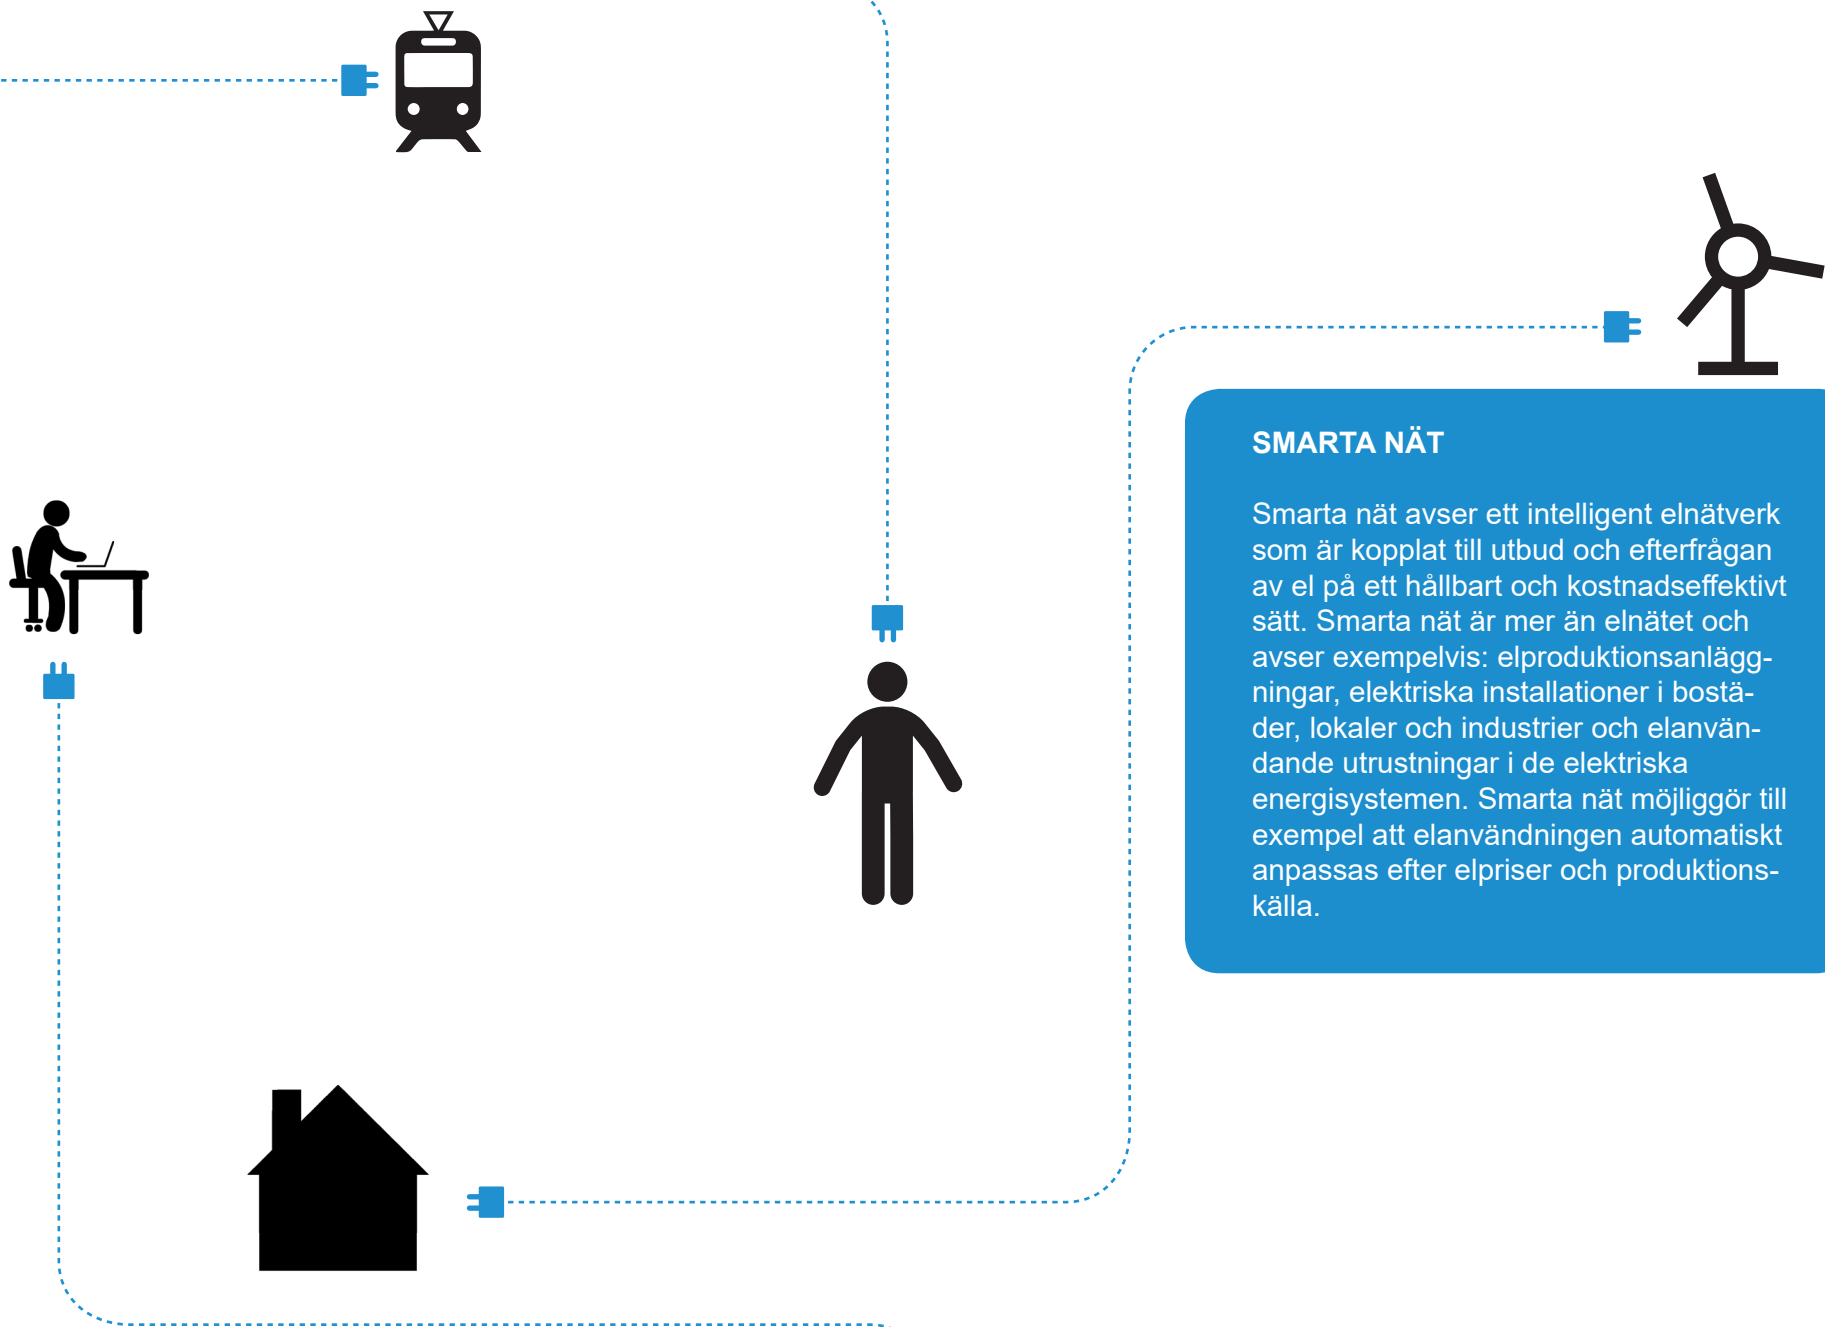 SMARTA NÄT
Smarta nät avser ett intelligent elnätverk
som är kopplat till utbud och efterfrågan
av el på ett hållbart och kostnadseffektivt
sätt. Smarta nät är mer än elnätet och
avser exempelvis: elproduktionsanlägg-
ningar, elektriska installationer i bostä-
der, lokaler och industrier och elanvän-
dande utrustningar i de elektriska
energisystemen. Smarta nät möjliggör till
exempel att elanvändningen automatiskt
anpassas efter elpriser och produktions-
källa.